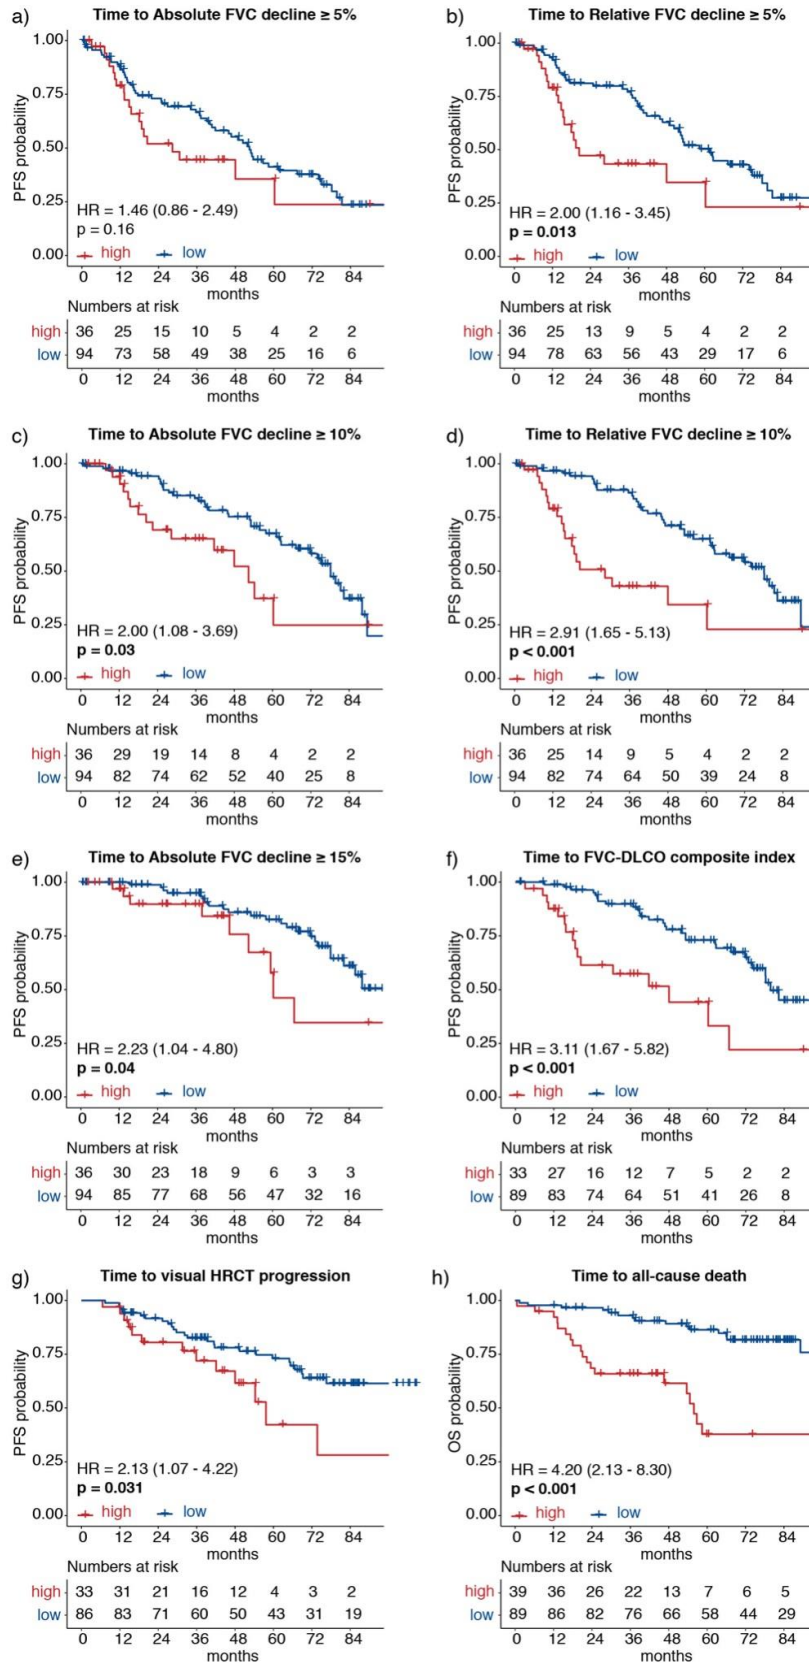 a) Time to Absolute FVC decline ≥ 5%
1.00
0.75
0.50
0.25
0.00
PFS probability
HR = 1.46 (0.86 - 2.49)
p = 0.16
high low
0 12 24 36 48 60 72 84
months
Numbers at risk
high 36 25 15 10 5 4 2 2
low 94 73 58 49 38 25 16 6
0 12 24 36 48 60 72 84
months
b) Time to Relative FVC decline ≥ 5%
1.00
0.75
0.50
0.25
0.00
PFS probability
HR = 2.00 (1.16 - 3.45)
p = 0.013
high low
0 12 24 36 48 60 72 84
months
Numbers at risk
high 36 25 13 9 5 4 2 2
low 94 78 63 56 43 29 17 6
0 12 24 36 48 60 72 84
months
c) Time to Absolute FVC decline ≥ 10%
1.00
0.75
0.50
0.25
0.00
PFS probability
HR = 2.00 (1.08 - 3.69)
p = 0.03
high low
0 12 24 36 48 60 72 84
months
Numbers at risk
high 36 29 19 14 8 4 2 2
low 94 82 74 62 52 40 25 8
0 12 24 36 48 60 72 84
months
d) Time to Relative FVC decline ≥ 10%
1.00
0.75
0.50
0.25
0.00
PFS probability
HR = 2.91 (1.65 - 5.13)
p < 0.001
high low
0 12 24 36 48 60 72 84
months
Numbers at risk
high 36 25 14 9 5 4 2 2
low 94 82 74 64 50 39 24 8
0 12 24 36 48 60 72 84
months
e) Time to Absolute FVC decline ≥ 15%
1.00
0.75
0.50
0.25
0.00
PFS probability
HR = 2.23 (1.04 - 4.80)
p = 0.04
high low
0 12 24 36 48 60 72 84
months
Numbers at risk
high 36 30 23 18 9 6 3 3
low 94 85 77 68 56 47 32 16
0 12 24 36 48 60 72 84
months
f) Time to FVC-DLCO composite index
1.00
0.75
0.50
0.25
0.00
PFS probability
HR = 3.11 (1.67 - 5.82)
p < 0.001
high low
0 12 24 36 48 60 72 84
months
Numbers at risk
high 33 27 16 12 7 5 2 2
low 89 83 74 64 51 41 26 8
0 12 24 36 48 60 72 84
months
g) Time to visual HRCT progression
1.00
0.75
0.50
0.25
0.00
PFS probability
HR = 2.13 (1.07 - 4.22)
p = 0.031
high low
0 12 24 36 48 60 72 84
months
Numbers at risk
high 33 31 21 16 12 4 3 2
low 86 83 71 60 50 43 31 19
0 12 24 36 48 60 72 84
months
h) Time to all-cause death
1.00
0.75
0.50
0.25
0.00
OS probability
HR = 4.20 (2.13 - 8.30)
p < 0.001
high low
0 12 24 36 48 60 72 84
months
Numbers at risk
high 39 36 26 22 13 7 6 5
low 89 86 82 76 66 58 44 29
0 12 24 36 48 60 72 84
months